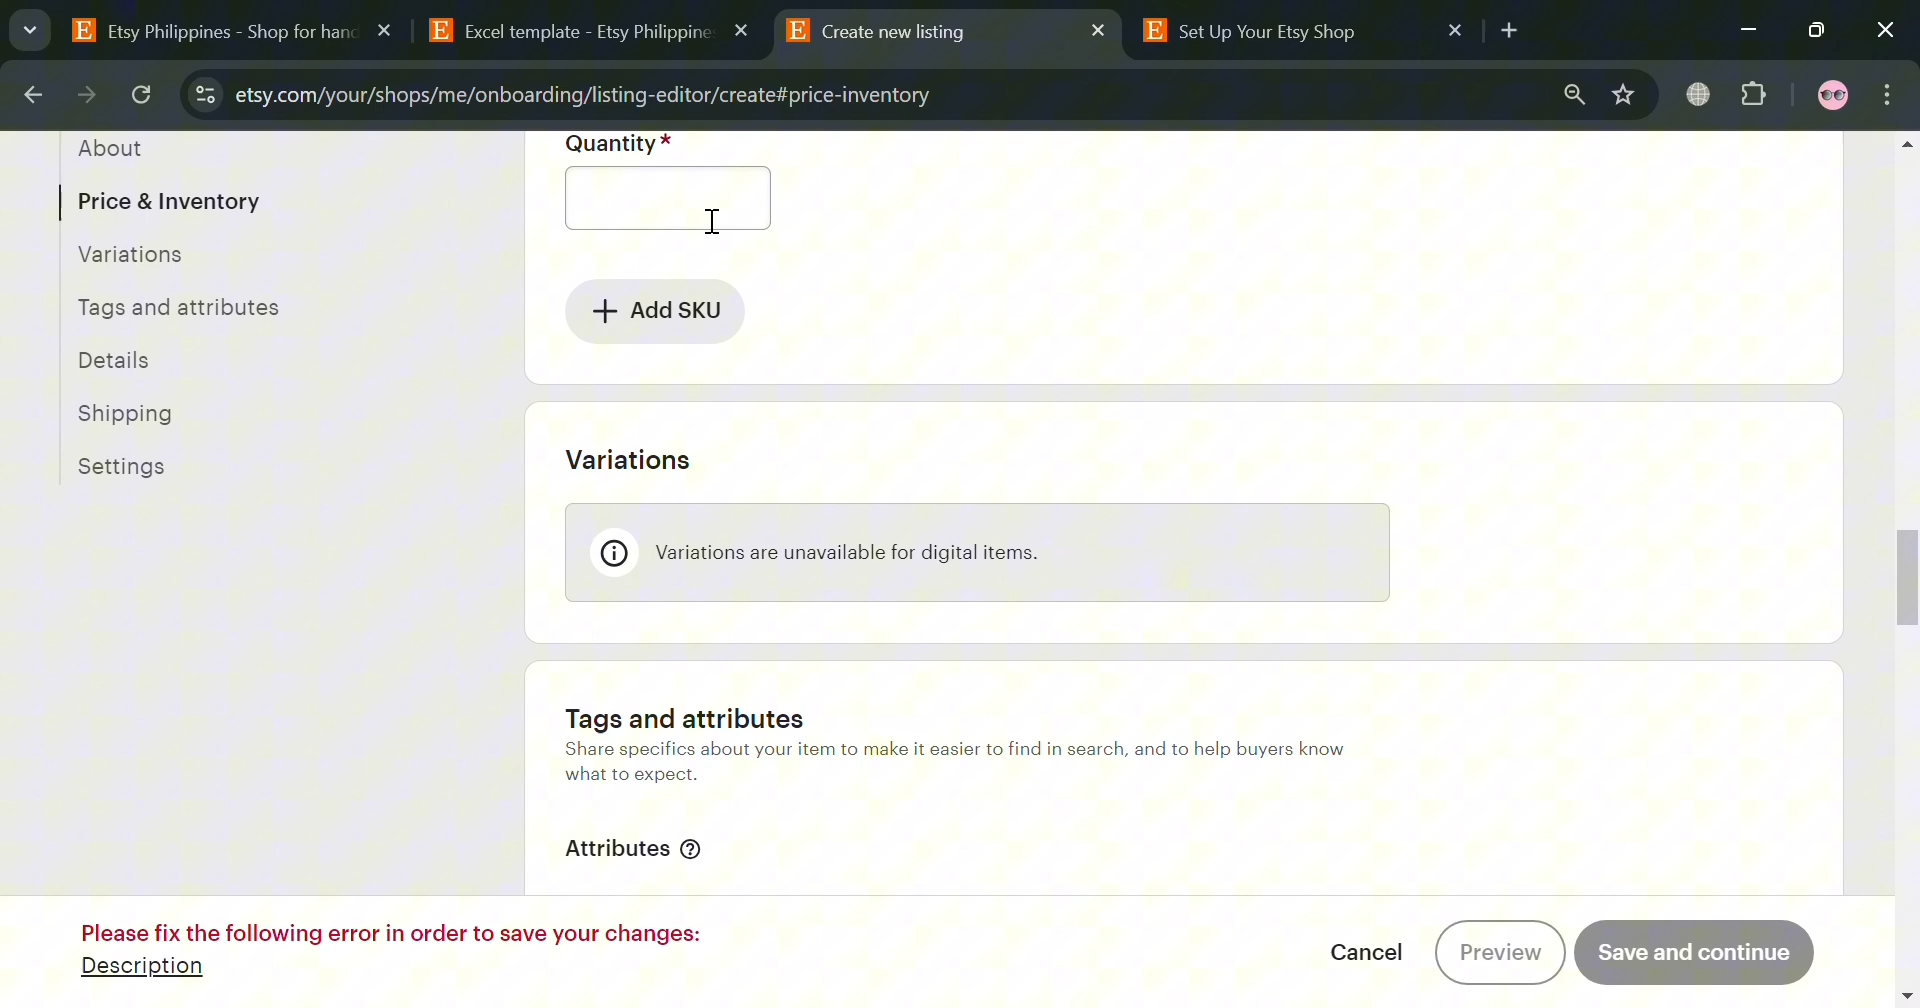 Etsy Philippines - Shop for hand
Excel template - Etsy Philippine
Create new listing
Set Up Your Etsy Shop
etsy.com/your/shops/me/onboarding/listing-editor/create#price-inventory
About
Price & Inventory
Variations
Tags and attributes
Details
Shipping
Settings
Quantity*
Add SKU
Variations
Variations are unavailable for digital items.
Tags and attributes
Share specifics about your item to make it easier to find in search, and to help buyers know
what to expect.
Attributes
Please fix the following error in order to save your changes:
Description
Cancel
Preview
Save and continue